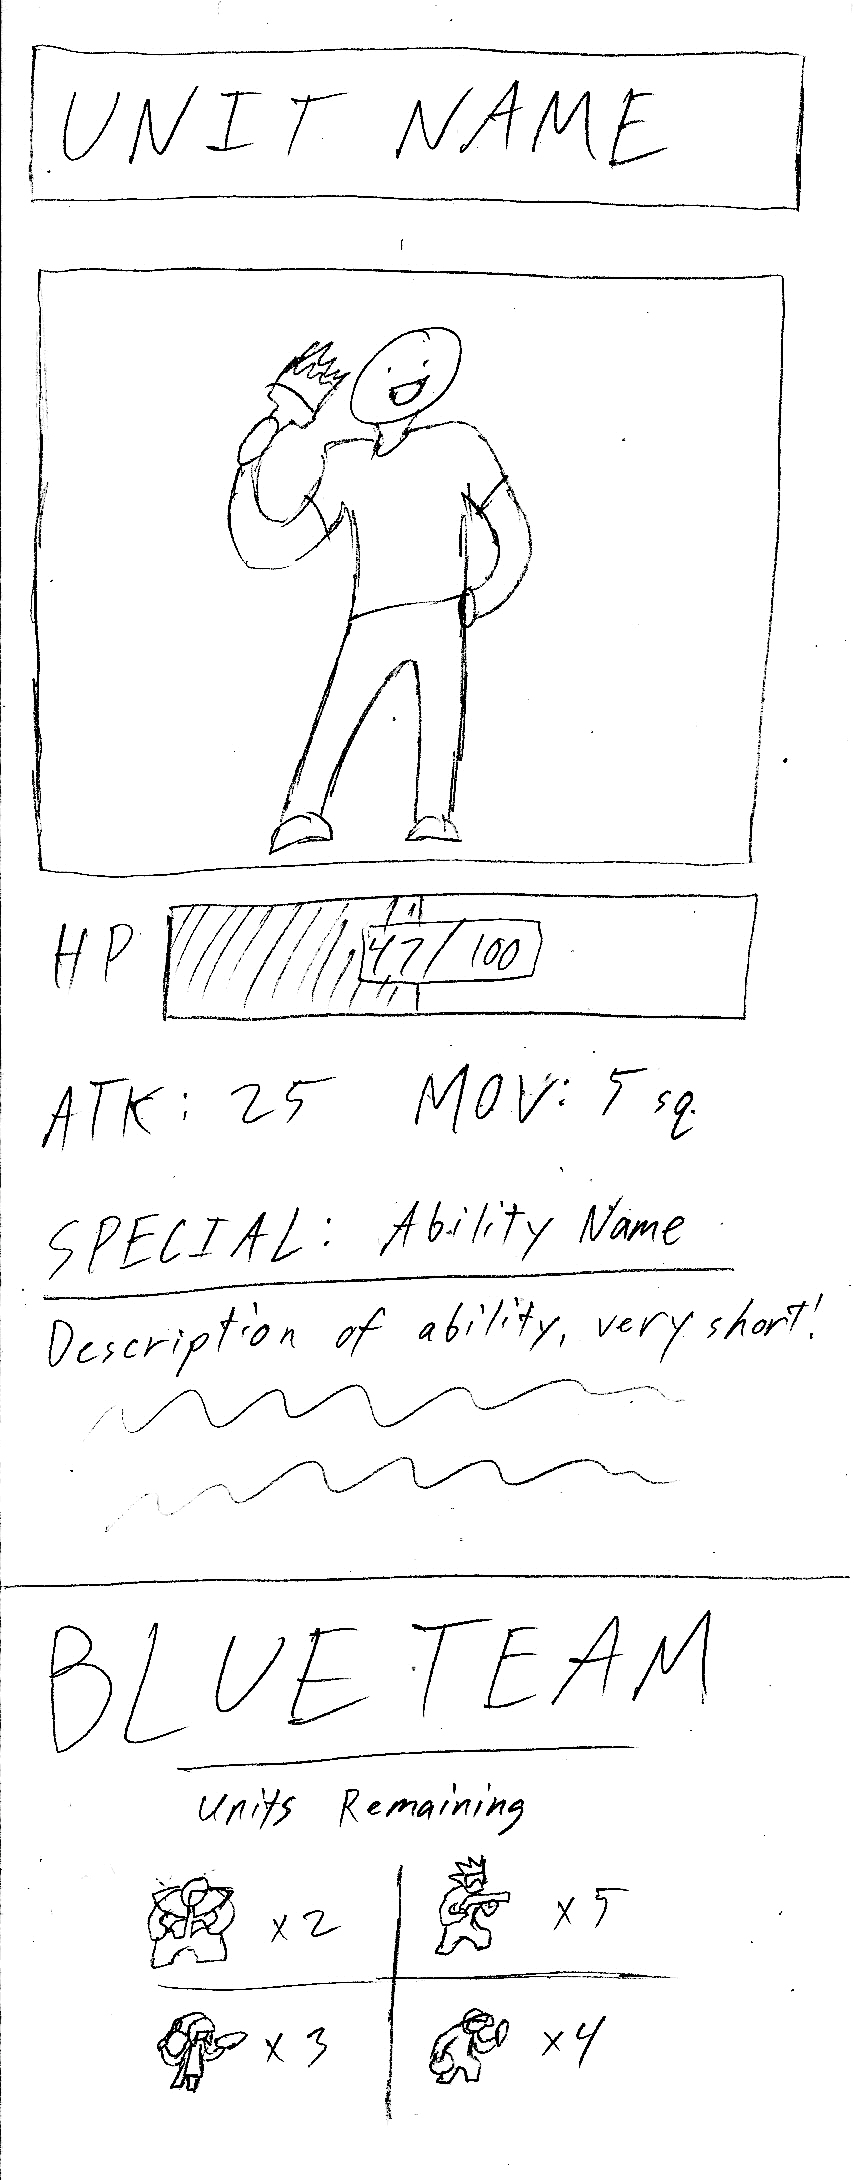 UNIT NAME
HP 47/100
ATK: 25 MOV: 5 sq.
SPECIAL: Ability Name
Description of ability, very short!
BLUE TEAM
Units Remaining
x2 x5
x3 x4